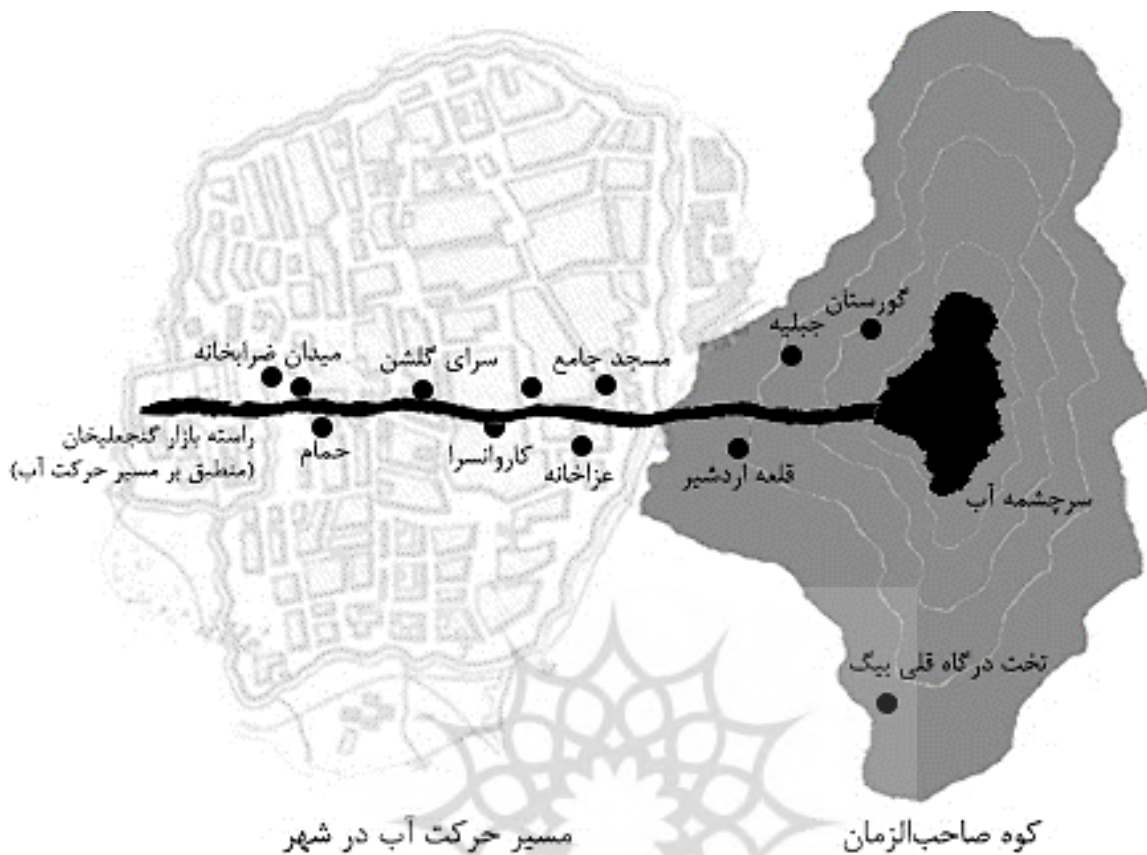 گورستان
جبلیه
مسجد جامع
سرای گلشن
میدان
ضرابخانه
راسته بازار گنجعلیخان
(منطبق بر مسیر حرکت آب)
حمام
کاروانسرا
عزاخانه
قلعه اردشیر
سرچشمه آب
تخت درگاه قلی بیگ
کوه صاحب‌الزمان
مسیر حرکت آب در شهر